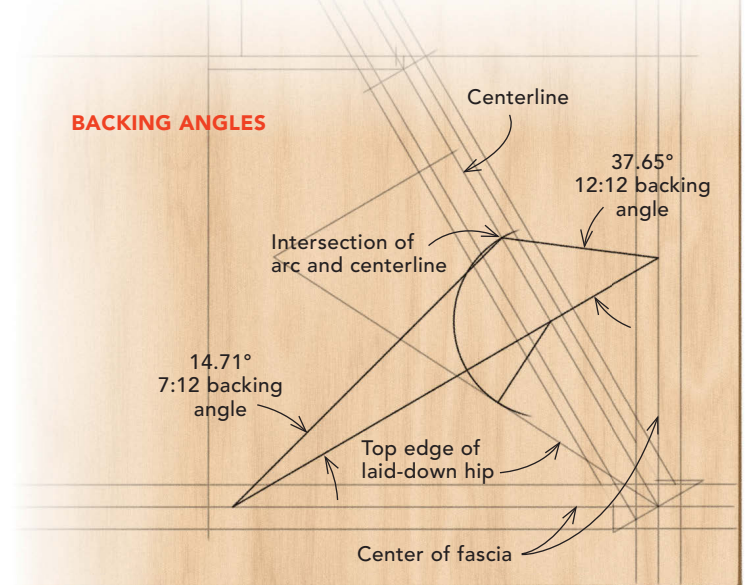 Centerline
BACKING ANGLES
37.65°
12:12 backing
angle
Intersection of
arc and centerline
14.71°
7:12 backing
angle
Top edge of
laid-down hip
Center of fascia